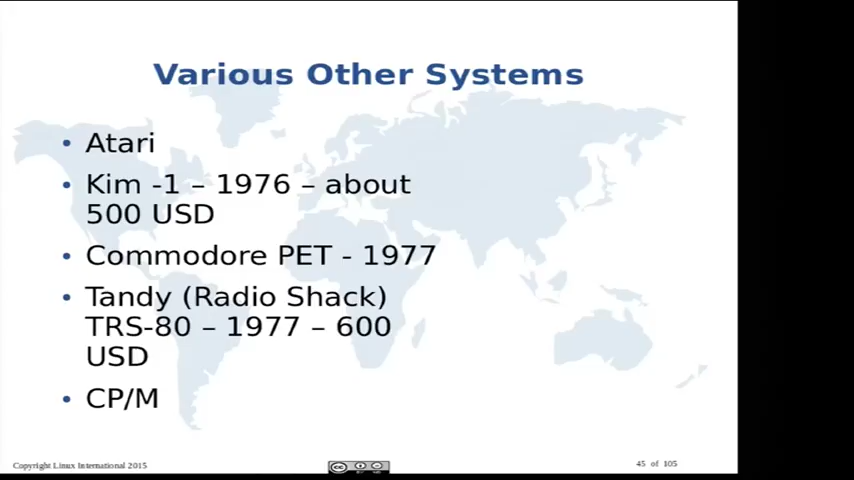 Various Other Systems
• Atari
• Kim -1 – 1976 – about
500 USD
• Commodore PET - 1977
• Tandy (Radio Shack)
TRS-80 – 1977 – 600
USD
• CP/M
Copyright Linux International 2015
45 of 105